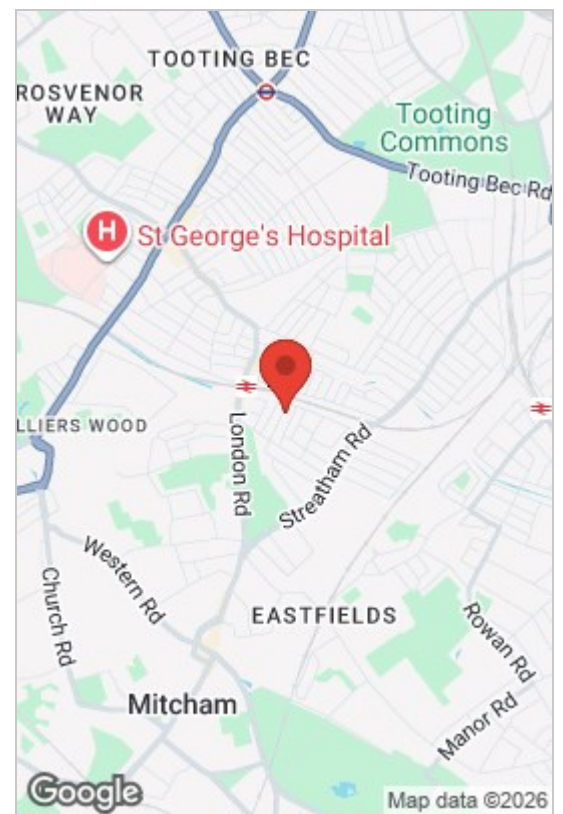 TOOTING BEC
ROSVENOR
WAY
Tooting
Commons
Tooting Bec Rd
H
St George's Hospital
LLIERS WOOD
London Rd
Streatham Rd
Western Rd
Church Rd
EASTFIELDS
Rowan Rd
Mitcham
Manor Rd
Google
Map data ©2026